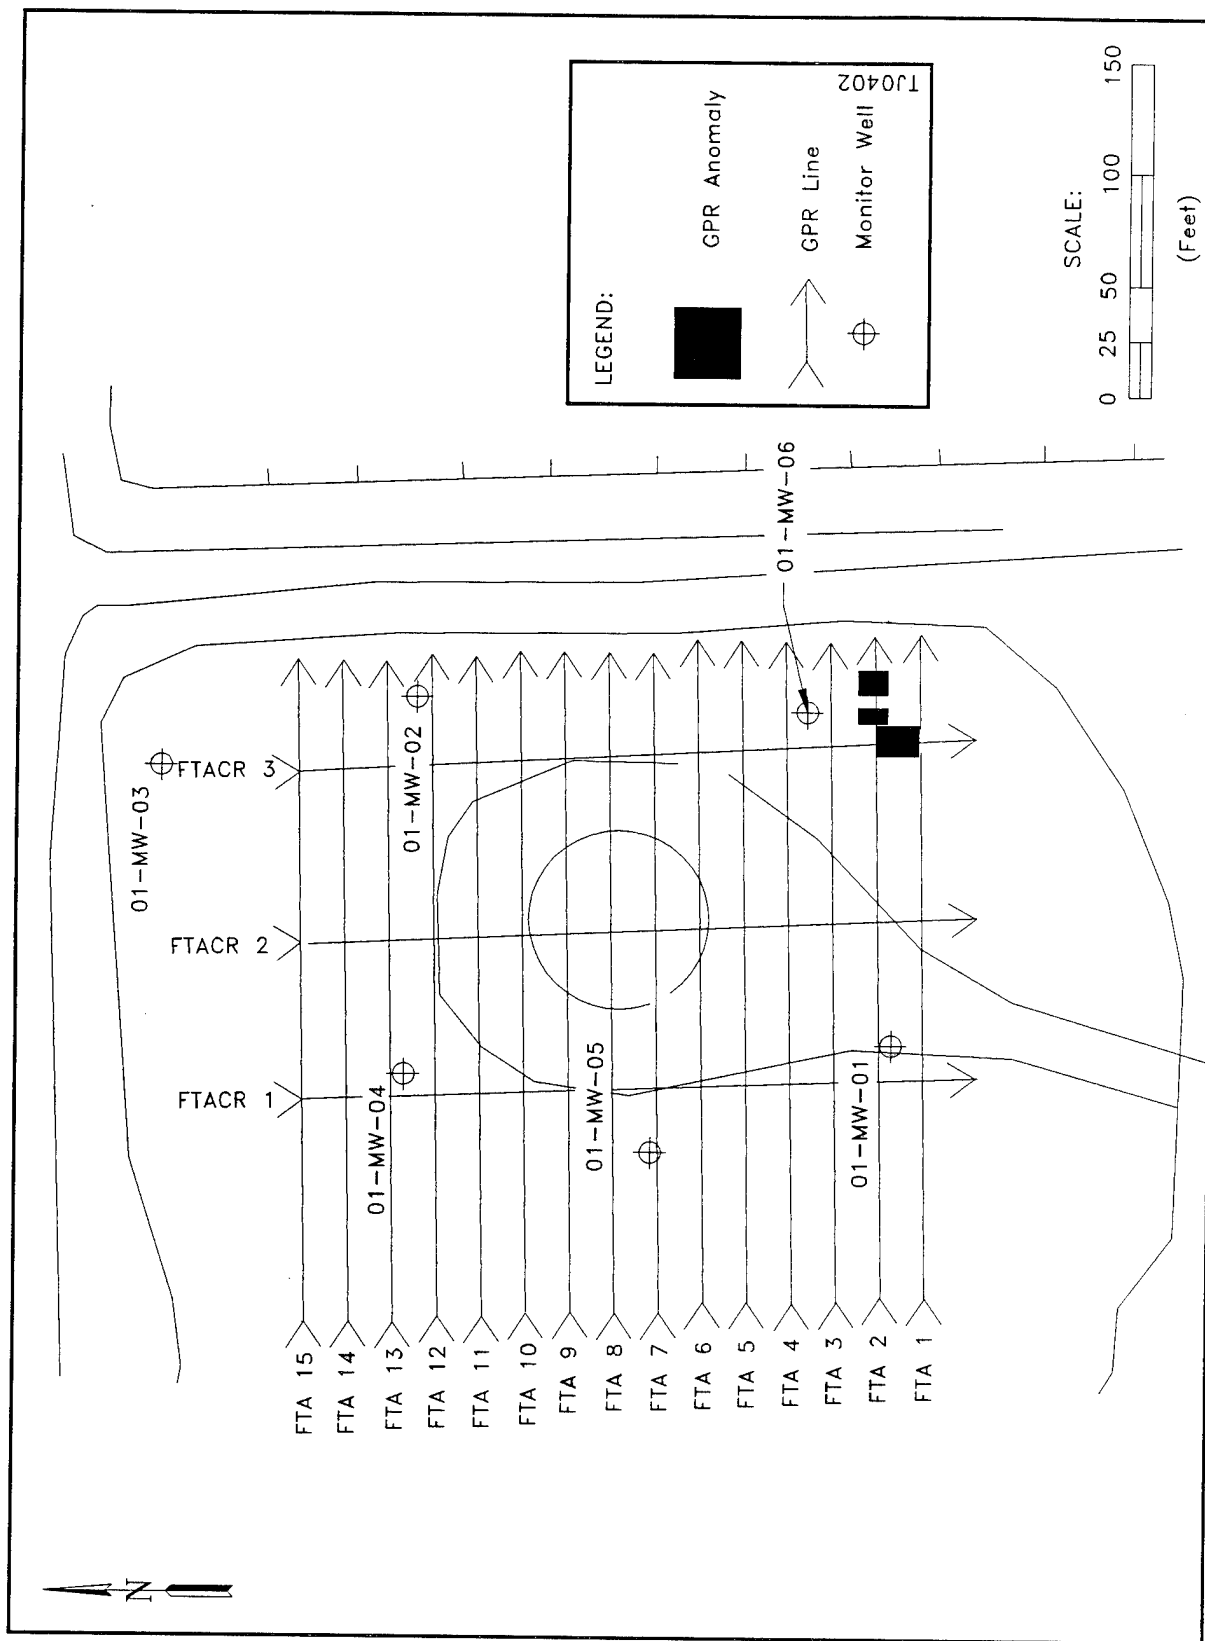 N
FTACR 1
FTACR 2
FTACR 3
01-MW-03
01-MW-02
01-MW-04
01-MW-05
01-MW-01
01-MW-06
FTA 15
FTA 14
FTA 13
FTA 12
FTA 11
FTA 10
FTA 9
FTA 8
FTA 7
FTA 6
FTA 5
FTA 4
FTA 3
FTA 2
FTA 1
LEGEND:
GPR Anomaly
GPR Line
Monitor Well
TJ0402
SCALE:
0 25 50 100 150
(Feet)